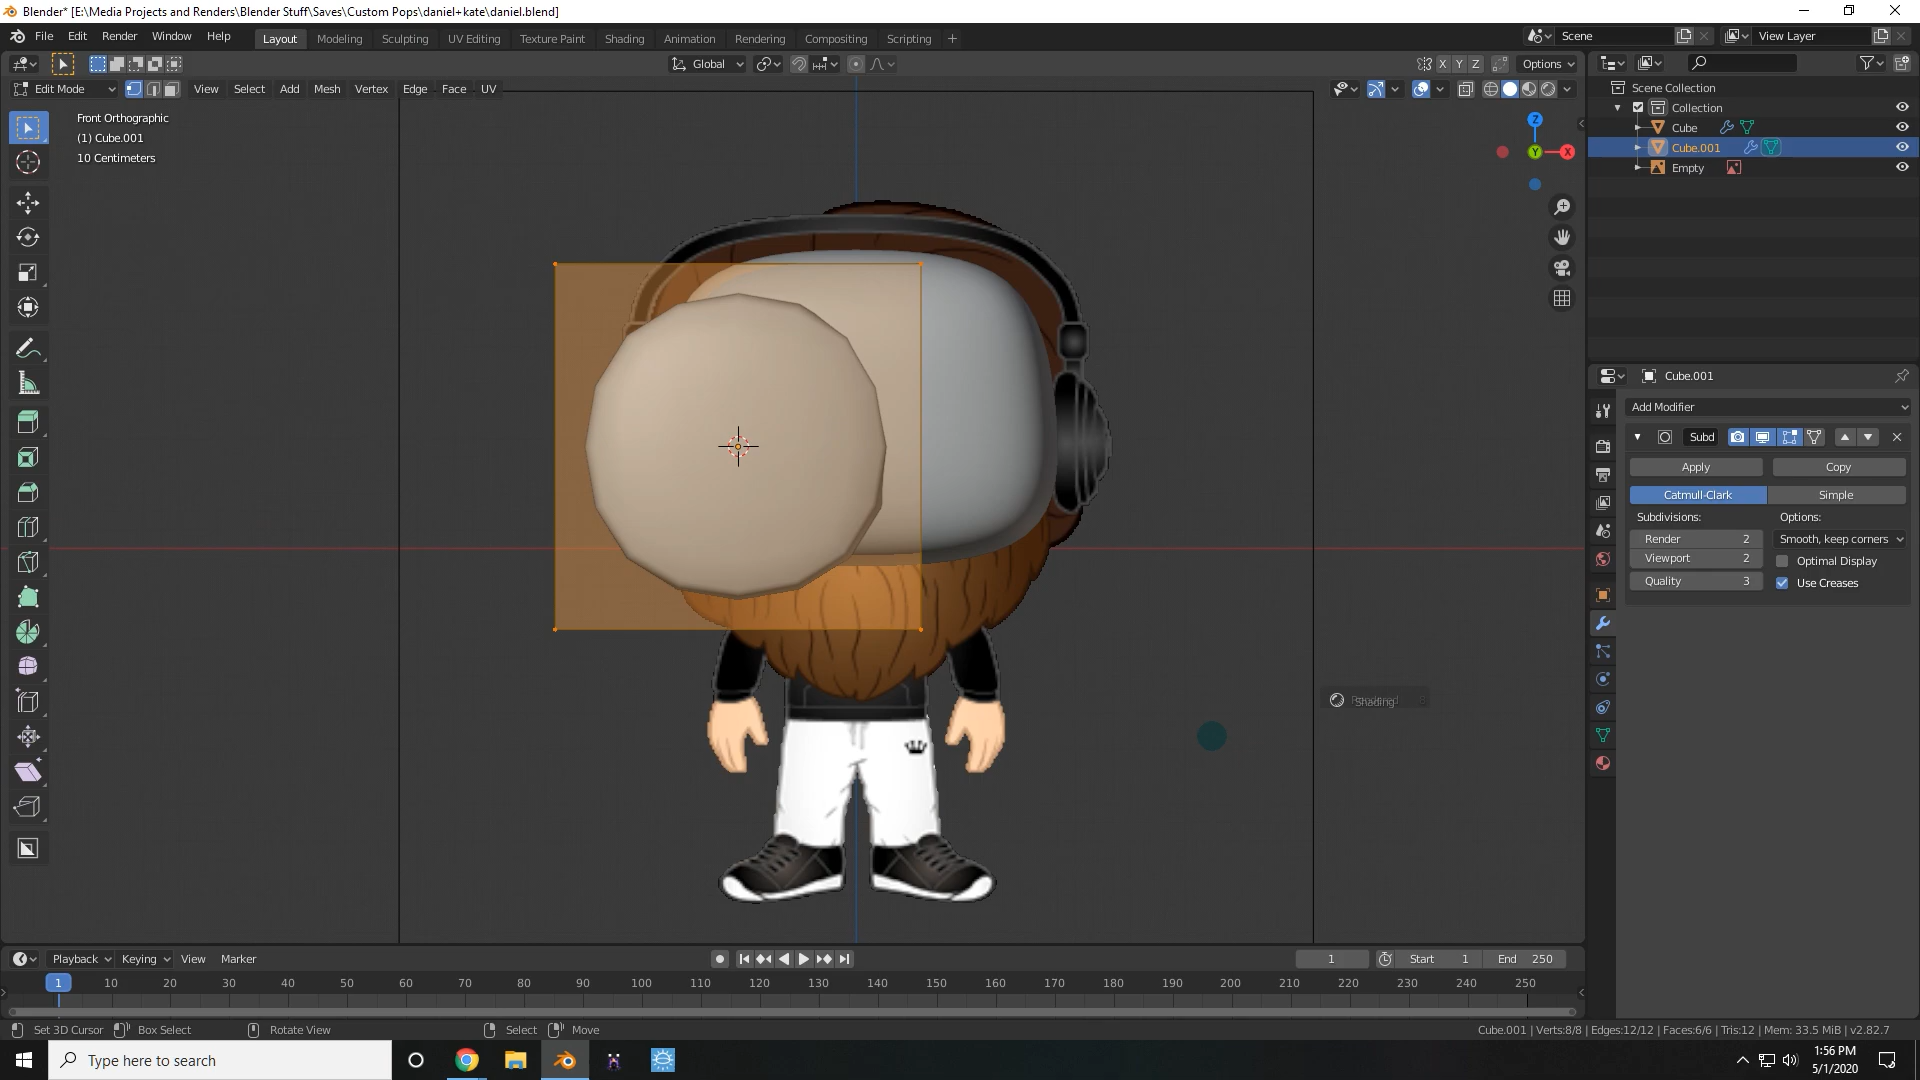 Blender* [E:\Media Projects and Renders\Blender Stuff\Saves\Custom Pops\daniel+kate\daniel.blend]
File Edit Render Window Help Layout Modeling Sculpting UV Editing Texture Paint Shading Animation Rendering Compositing Scripting + Scene View Layer
Global X Y Z Options
Edit Mode View Select Add Mesh Vertex Edge Face UV
Front Orthographic
(1) Cube.001
10 Centimeters
Z
Y
X
Scene Collection
Collection
Cube
Cube.001
Empty
Cube.001
Add Modifier
Subd
Apply Copy
Catmull-Clark Simple
Subdivisions: Options:
Render 2 Smooth, keep corners
Viewport 2 Optimal Display
Quality 3 Use Creases
Shading 8
Playback Keying View Marker 1 Start 1 End 250
1 10 20 30 40 50 60 70 80 90 100 110 120 130 140 150 160 170 180 190 200 210 220 230 240 250
Set 3D Cursor Box Select Rotate View Select Move Cube.001 | Verts:8/8 | Edges:12/12 | Faces:6/6 | Tris:12 | Mem: 33.5 MiB | v2.82.7
Type here to search
1:56 PM
5/1/2020